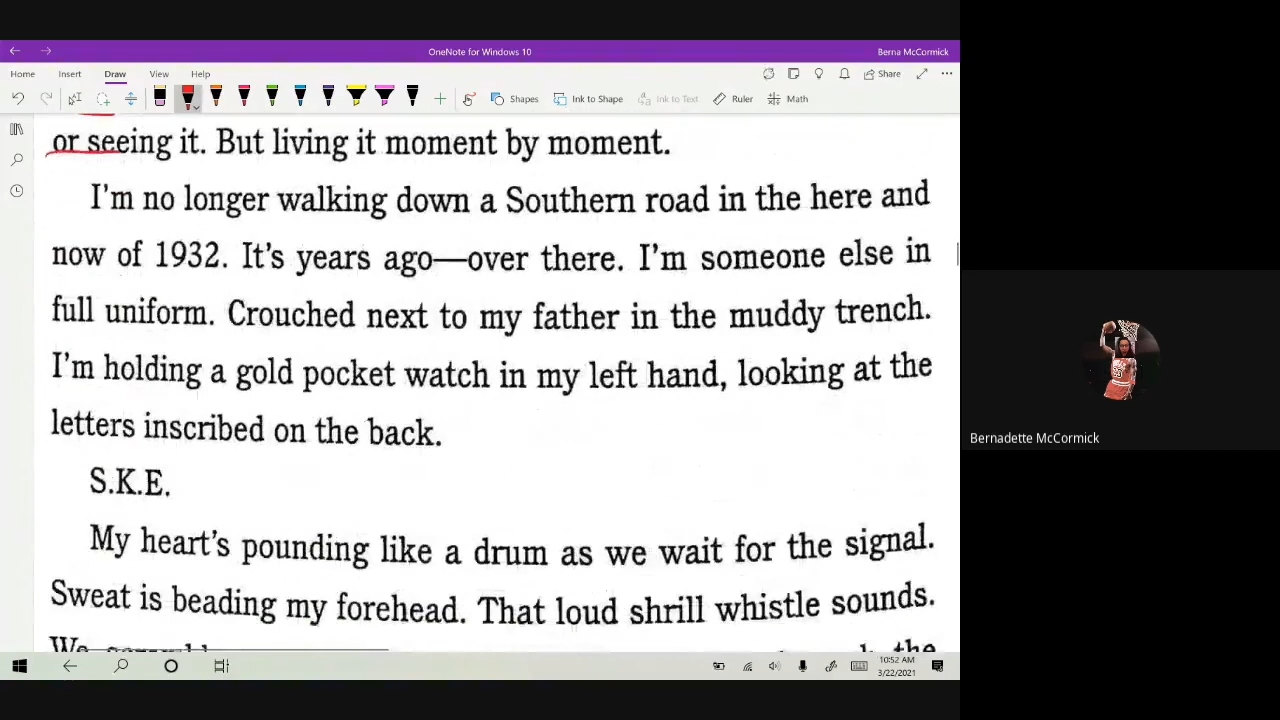 OneNote for Windows 10
Berna McCormick
Home Insert Draw View Help
Share
Shapes Ink to Shape Ink to Text Ruler Math
or seeing it. But living it moment by moment.
I'm no longer walking down a Southern road in the here and
now of 1932. It's years ago—over there. I'm someone else in
full uniform. Crouched next to my father in the muddy trench.
I'm holding a gold pocket watch in my left hand, looking at the
letters inscribed on the back.
S.K.E.
My heart's pounding like a drum as we wait for the signal.
Sweat is beading my forehead. That loud shrill whistle sounds.
We the
Bernadette McCormick
10:52 AM
3/22/2021